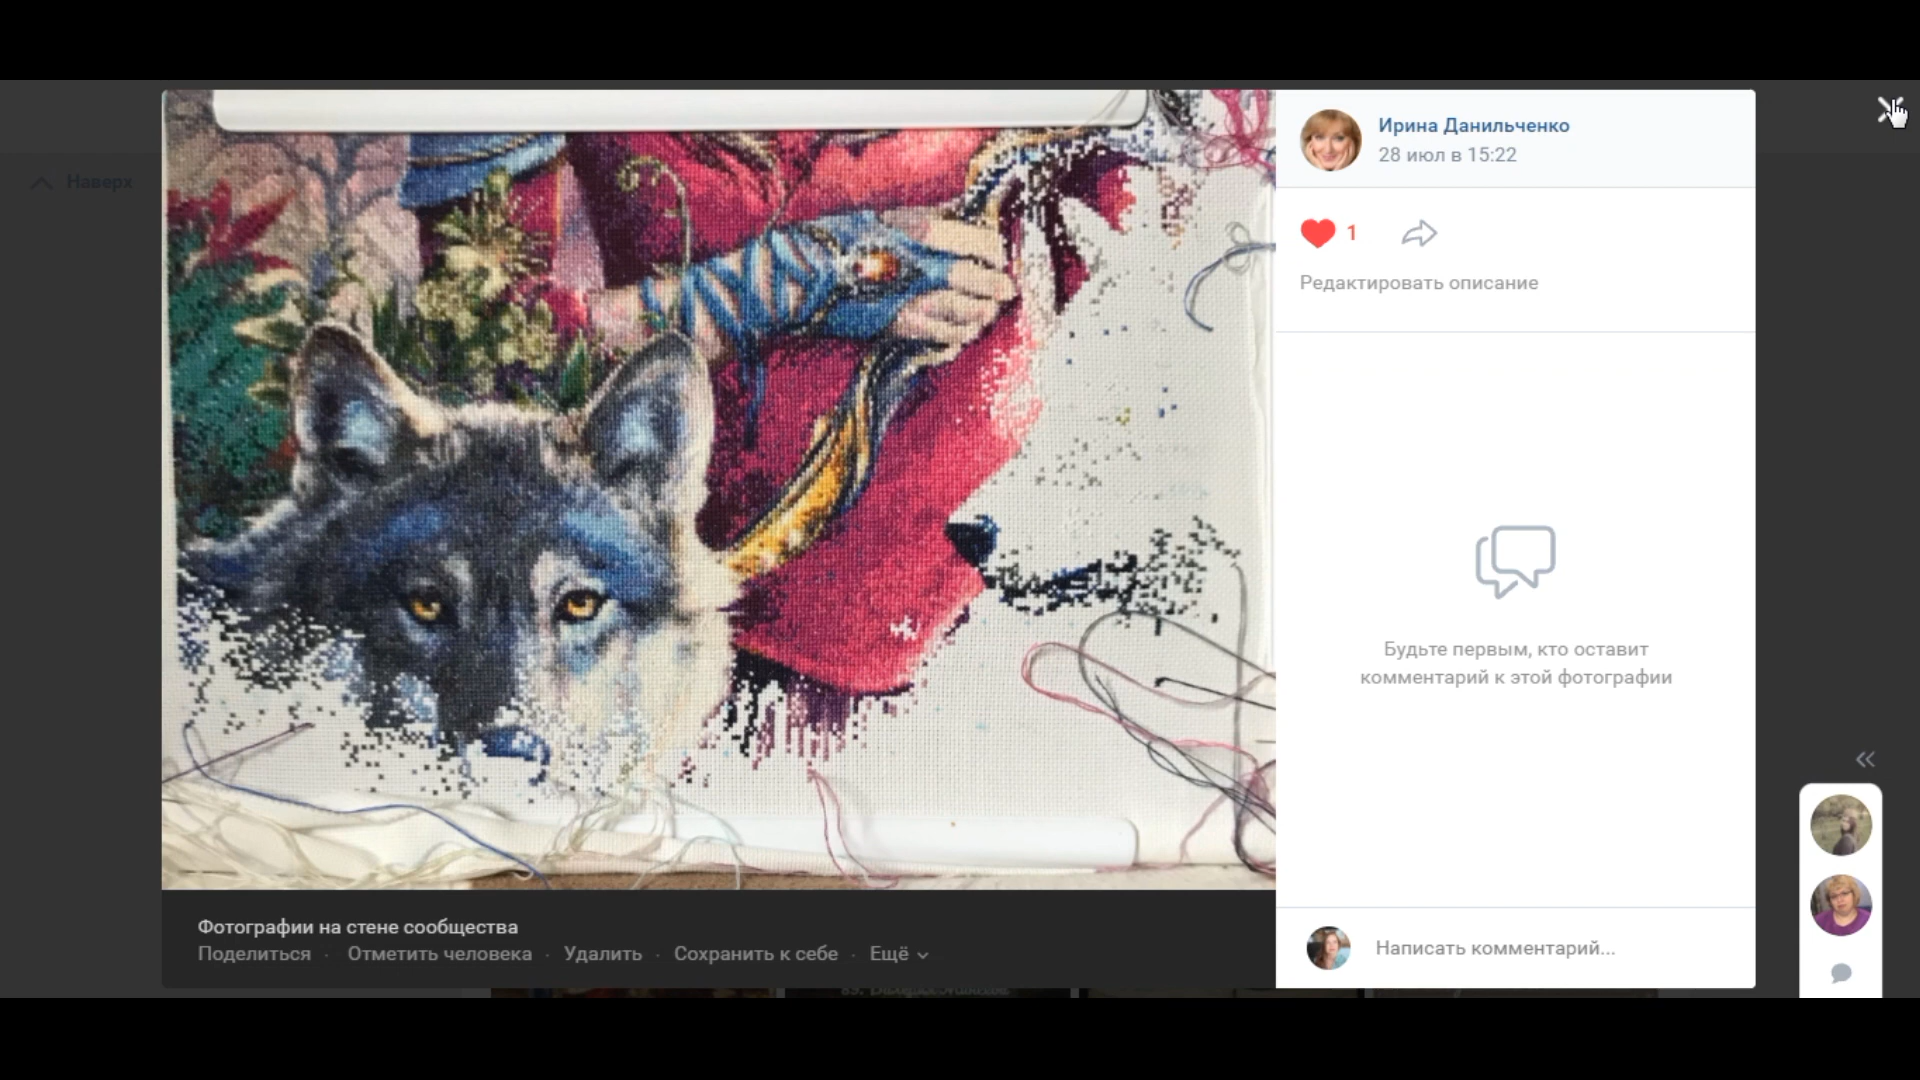 Наверх
Ирина Данильченко
28 июл в 15:22
1
Редактировать описание
Будьте первым, кто оставит
комментарий к этой фотографии
Фотографии на стене сообщества
Поделиться · Отметить человека · Удалить · Сохранить к себе · Ещё
Написать комментарий...